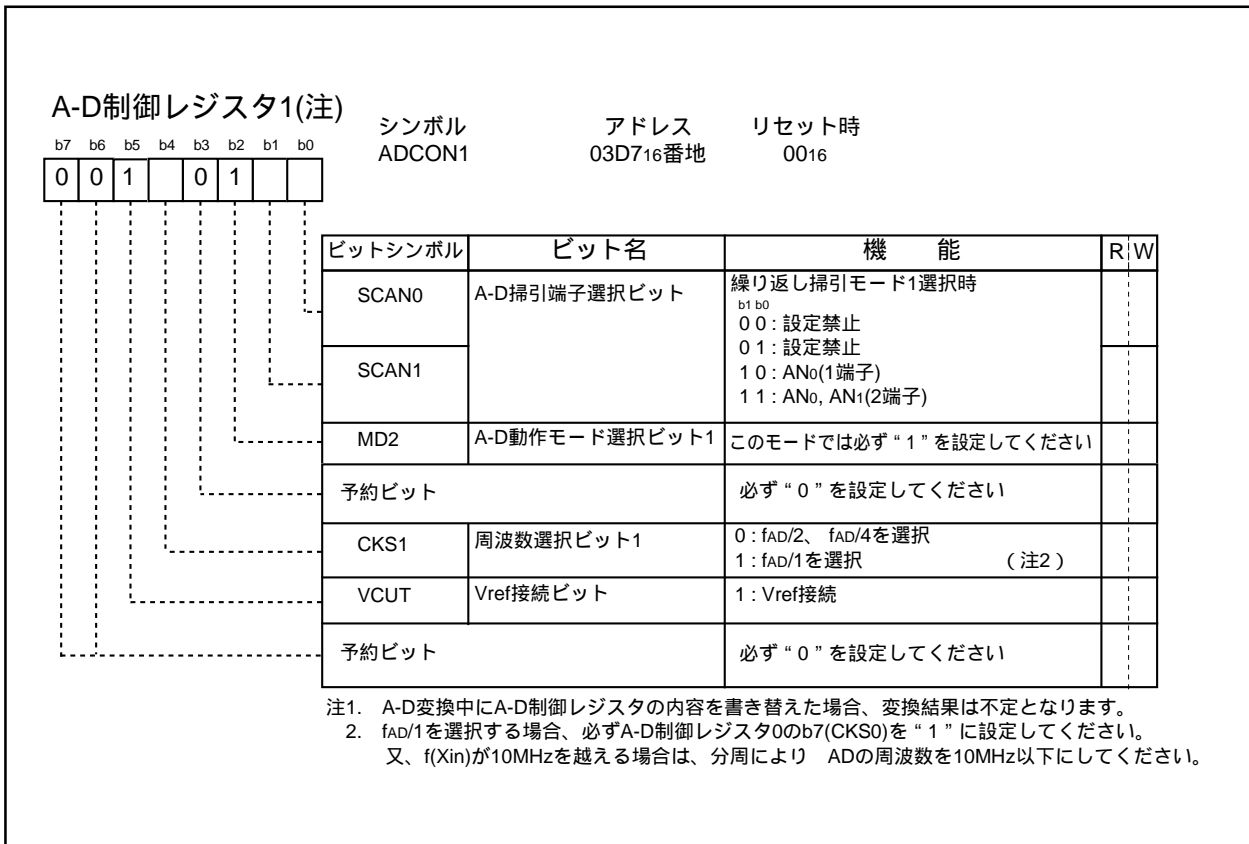 A-D制御レジスタ1(注)
シンボル アドレス リセット時
ADCON1 03D716番地 0016
b7 b6 b5 b4 b3 b2 b1 b0
0 0 1 0 1
ビットシンボル ビット名 機 能 R W
SCAN0 A-D掃引端子選択ビット 繰り返し掃引モード1選択時
b1 b0
0 0 : 設定禁止
0 1 : 設定禁止
SCAN1 1 0 : AN0(1端子)
1 1 : AN0, AN1(2端子)
MD2 A-D動作モード選択ビット1 このモードでは必ず“ 1 ” を設定してください
予約ビット 必ず“ 0 ” を設定してください
CKS1 周波数選択ビット1 0 : fAD/2、 fAD/4を選択
1 : fAD/1を選択 ( 注2 )
VCUT Vref接続ビット 1 : Vref接続
予約ビット 必ず“ 0 ” を設定してください
注1. A-D変換中にA-D制御レジスタの内容を書き替えた場合、変換結果は不定となります。
2. fAD/1を選択する場合、必ずA-D制御レジスタ0のb7(CKS0)を“ 1 ” に設定してください。
又、f(Xin)が10MHzを越える場合は、分周により ADの周波数を10MHz以下にしてください。